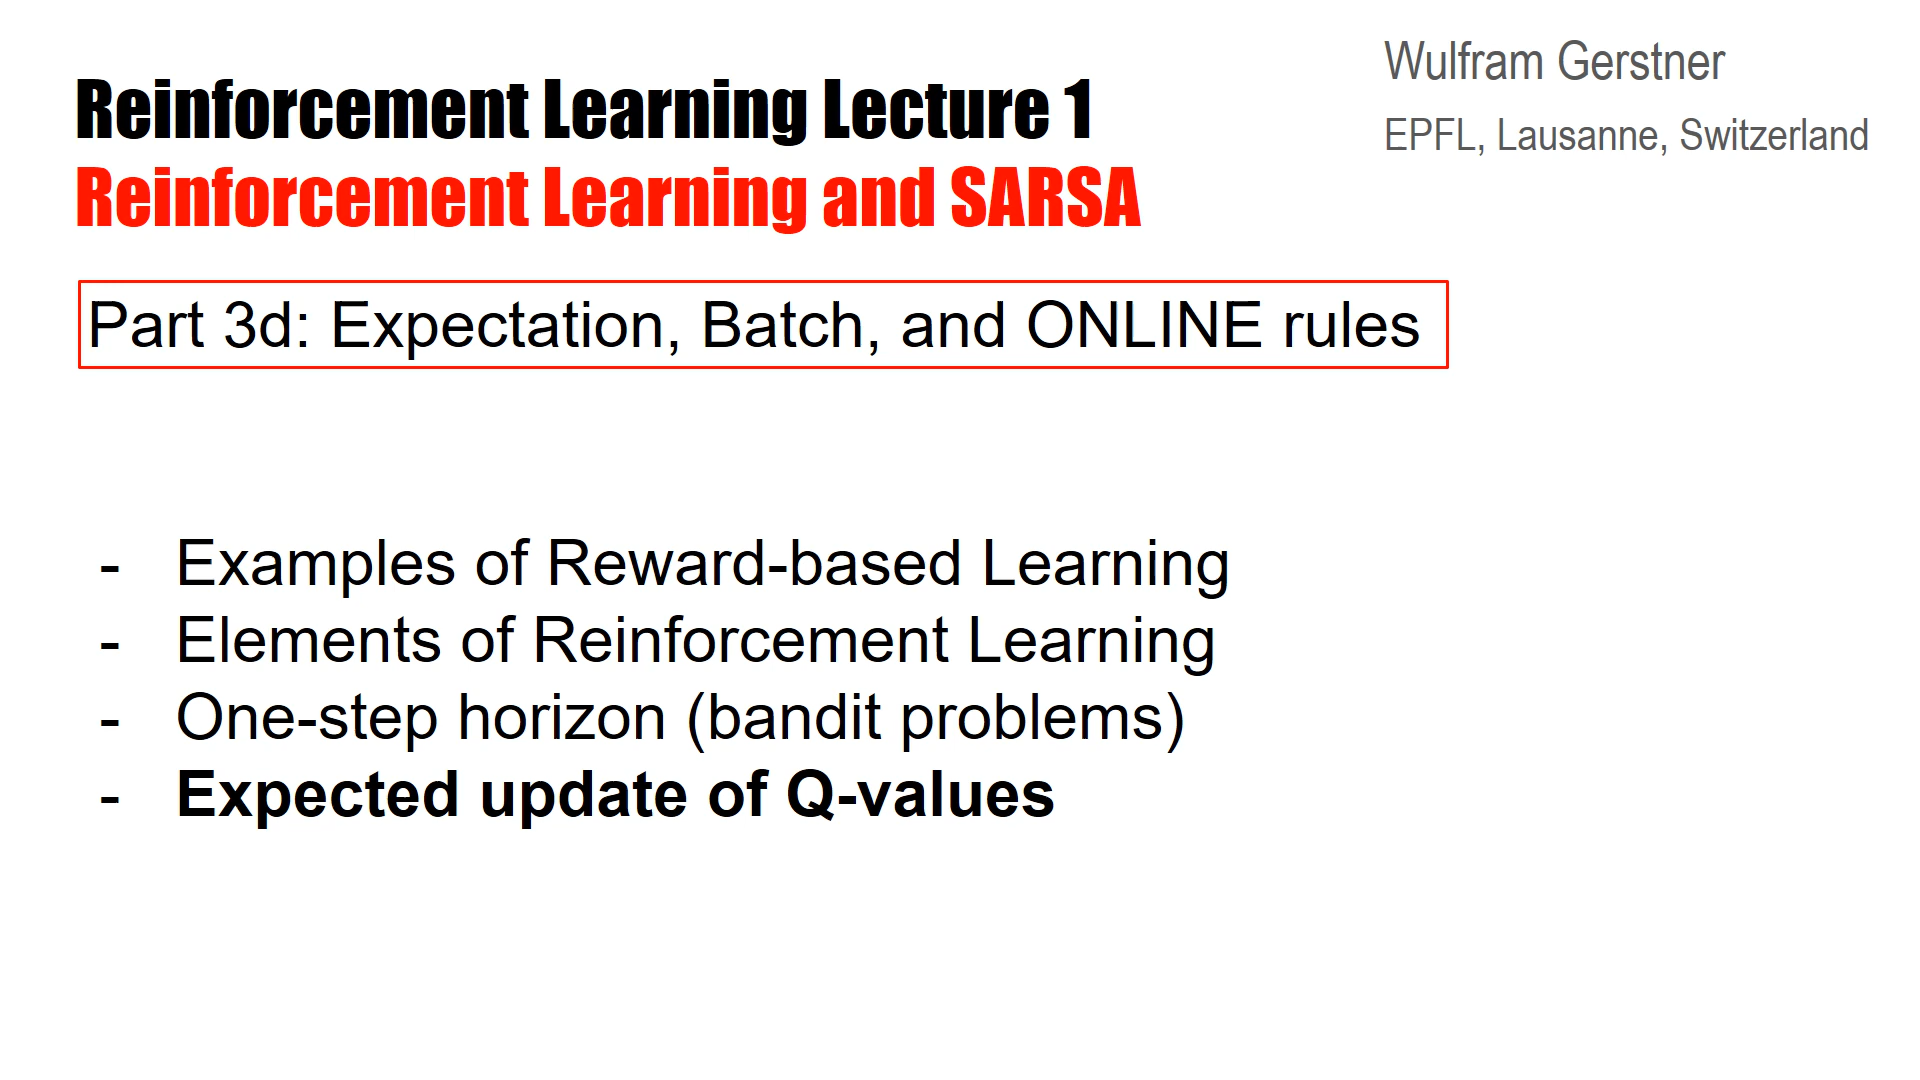 Reinforcement Learning Lecture 1
Reinforcement Learning and SARSA
Wulfram Gerstner
EPFL, Lausanne, Switzerland
Part 3d: Expectation, Batch, and ONLINE rules
- Examples of Reward-based Learning
- Elements of Reinforcement Learning
- One-step horizon (bandit problems)
- Expected update of Q-values